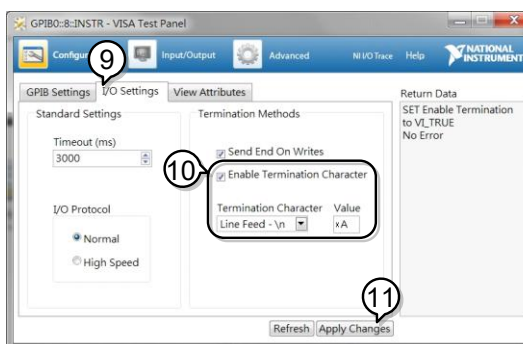 GPIB0::8::INSTR - VISA Test Panel
Configur
Input/Output
Advanced
NI I/O Trace
Help
NATIONAL
INSTRUMENT
9
GPIB Settings
I/O Settings
View Attributes
Return Data
SET Enable Termination
to VI_TRUE
No Error
Standard Settings
Timeout (ms)
3000
I/O Protocol
Normal
High Speed
Termination Methods
Send End On Writes
10
Enable Termination Character
Termination Character Value
Line Feed - \n xA
11
Refresh
Apply Changes